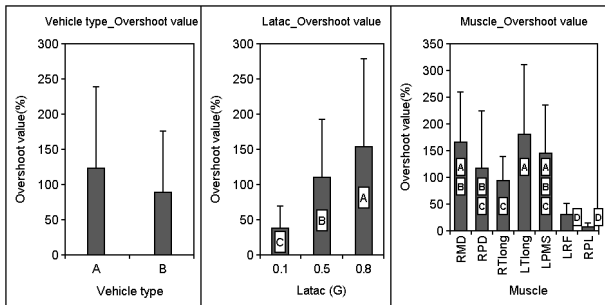 Vehicle type_Overshoot value
Overshoot value(%)
300
250
200
150
100
50
0
A
B
Vehicle type
Latac_Overshoot value
Overshoot value(%)
300
250
200
150
100
50
0
C
B
A
0.1
0.5
0.8
Latac (G)
Muscle_Overshoot value
Overshoot value(%)
350
300
250
200
150
100
50
0
A
B
B
C
C
A
A
B
C
D
D
RMD
RPD
RTlong
LTlong
LPMS
LRF
RPL
Muscle